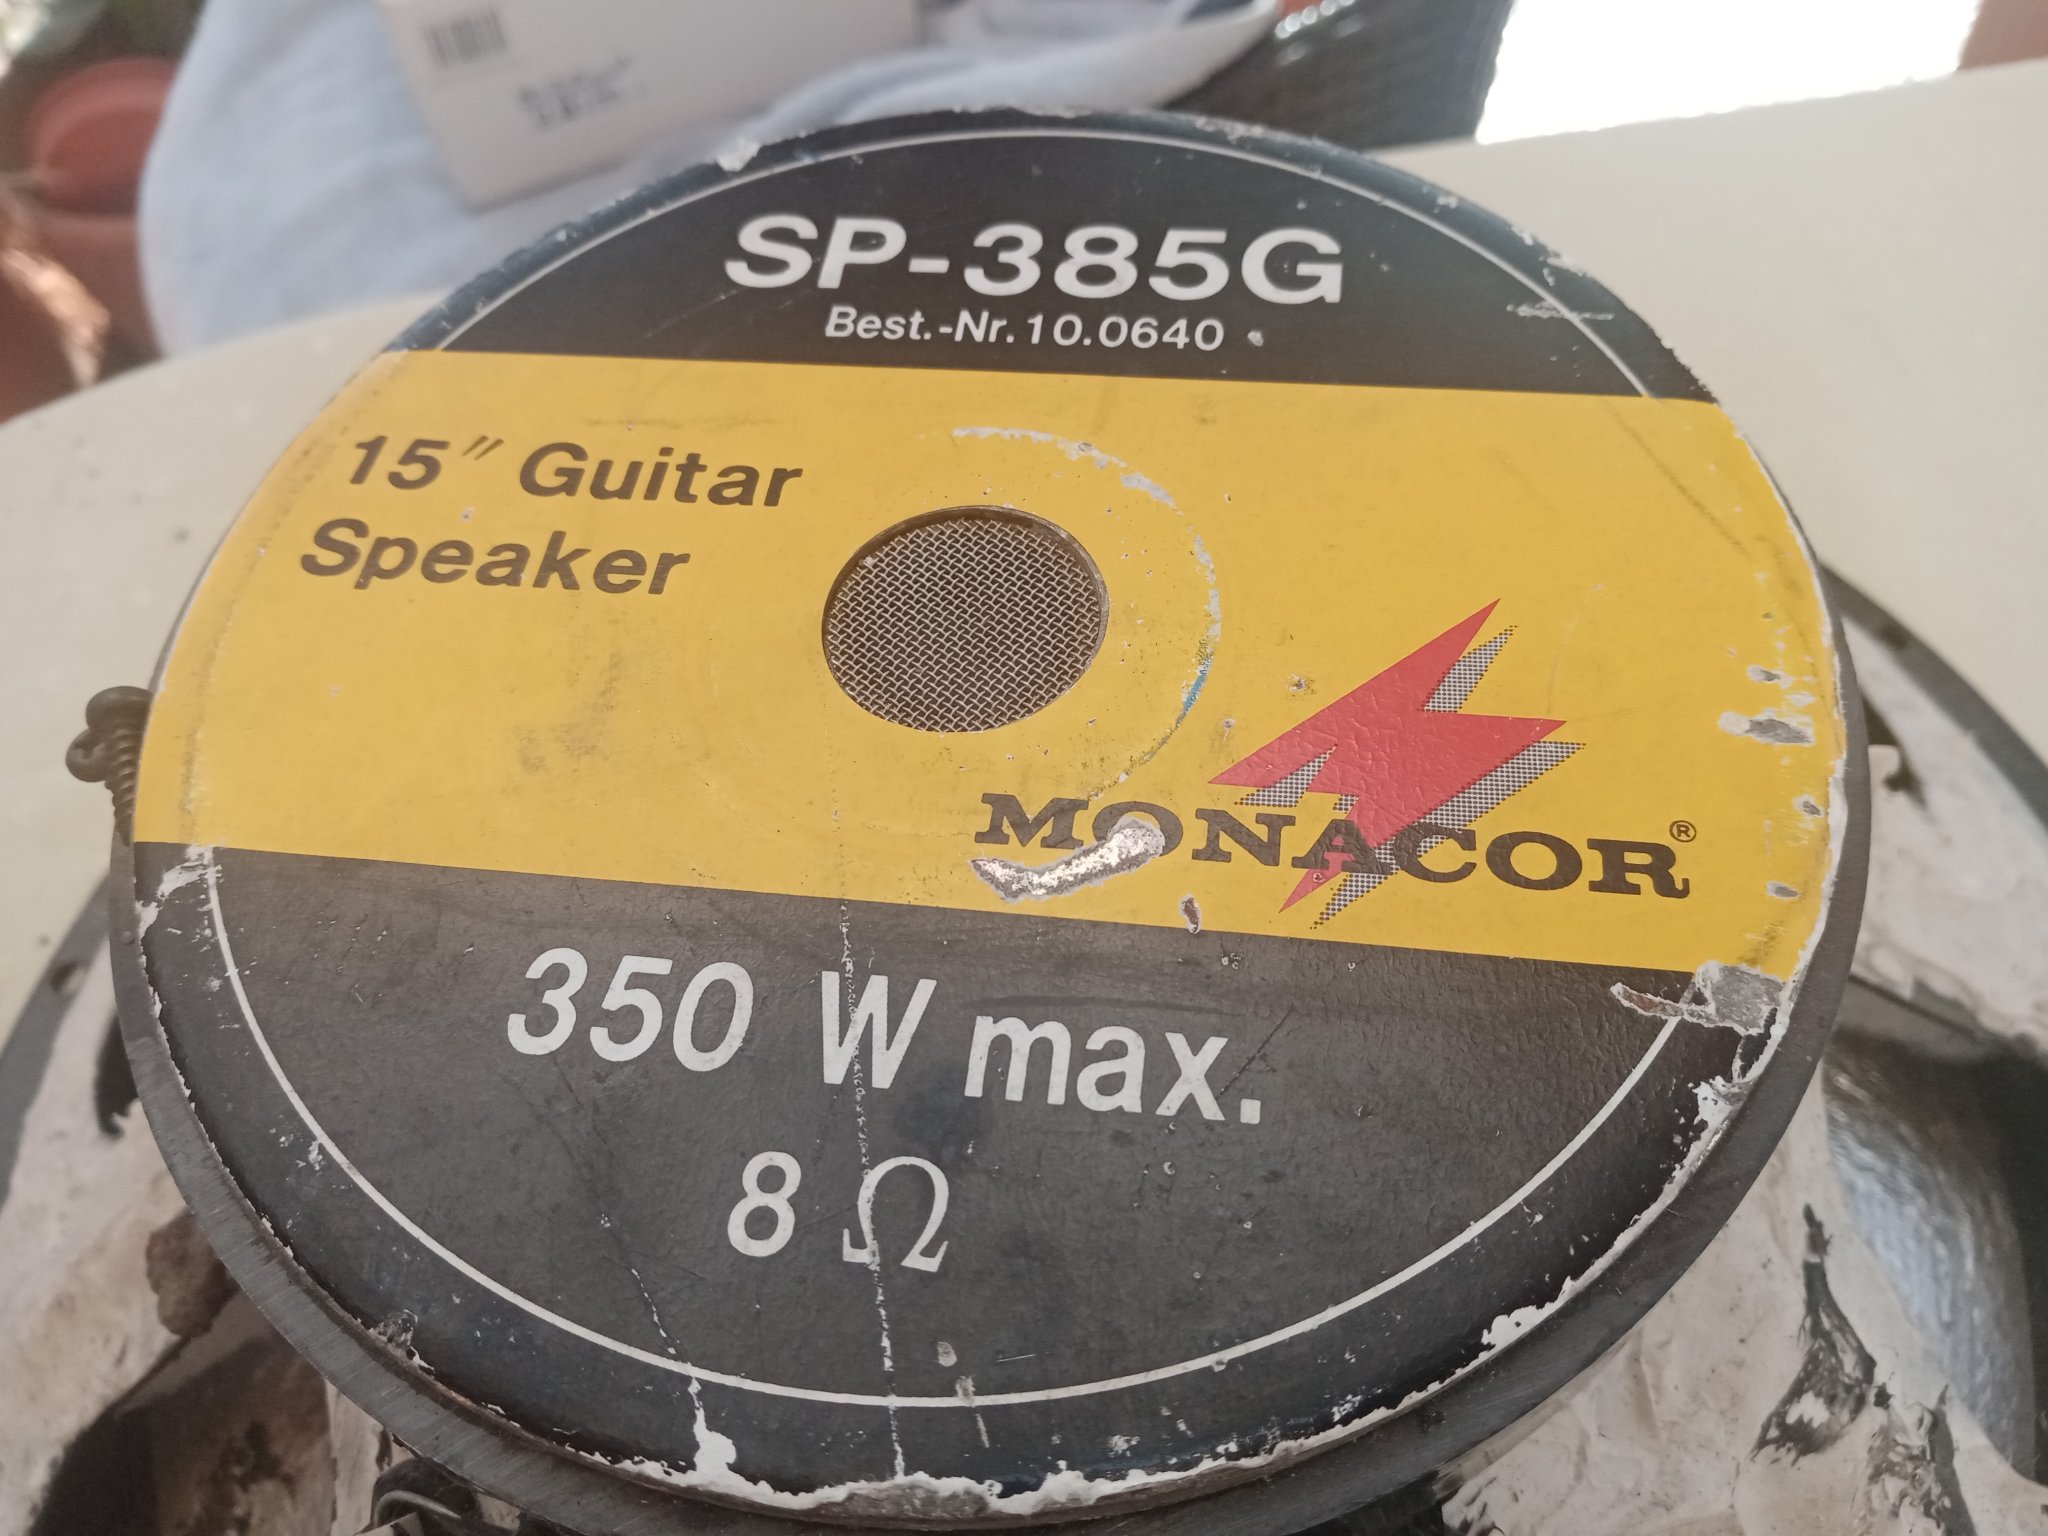 SP-385G
Best.-Nr.10.0640
15" Guitar
Speaker
MONACOR®
350 W max.
8 Ω